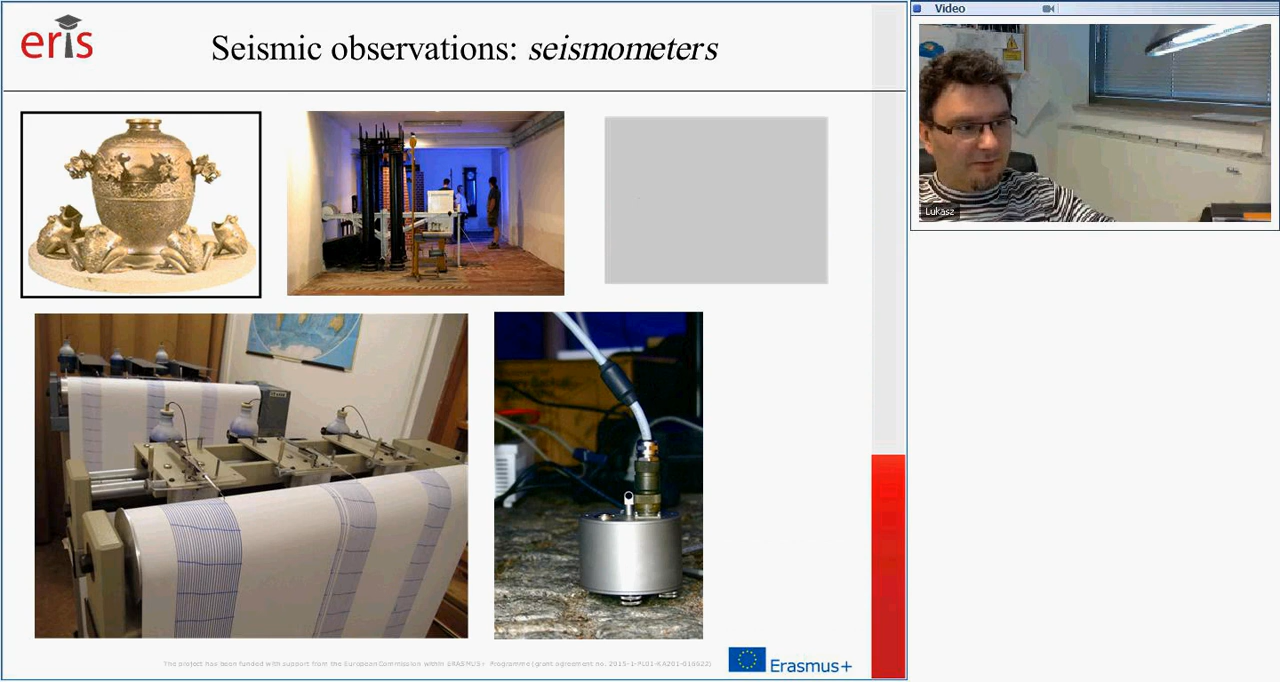 eris
Seismic observations: seismometers
Video
Lukasz
The project has been funded with support from the European Commission within ERASMUS+ Programme (grant agreement no. 2015-1-PL01-KA201-016622)
Erasmus+